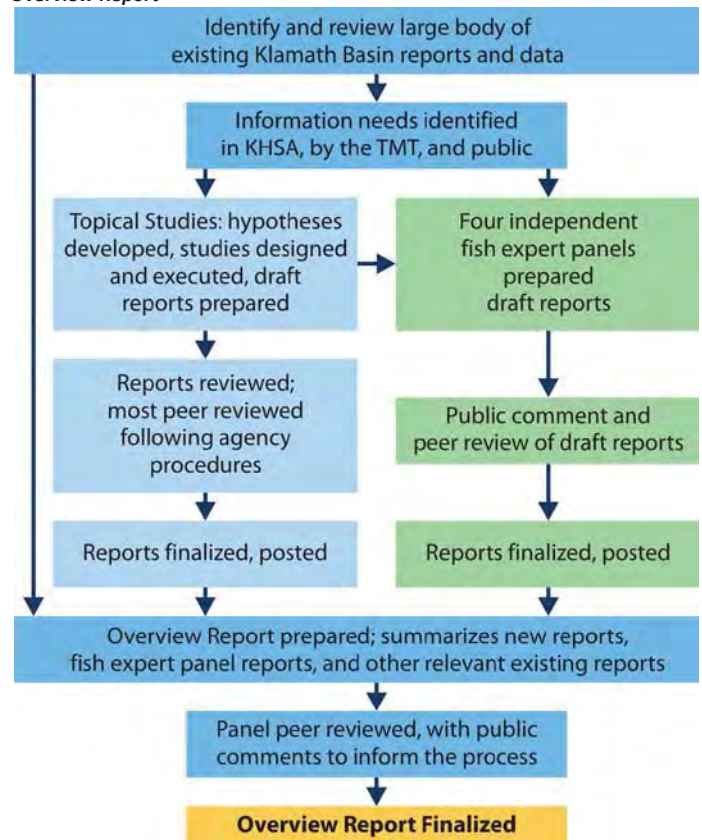 Overview Report
Identify and review large body of
existing Klamath Basin reports and data
Information needs identified
in KHSA, by the TMT, and public
Topical Studies: hypotheses
developed, studies designed
and executed, draft
reports prepared
Four independent
fish expert panels
prepared
draft reports
Reports reviewed;
most peer reviewed
following agency
procedures
Public comment and
peer review of draft reports
Reports finalized, posted
Reports finalized, posted
Overview Report prepared; summarizes new reports,
fish expert panel reports, and other relevant existing reports
Panel peer reviewed, with public
comments to inform the process
Overview Report Finalized